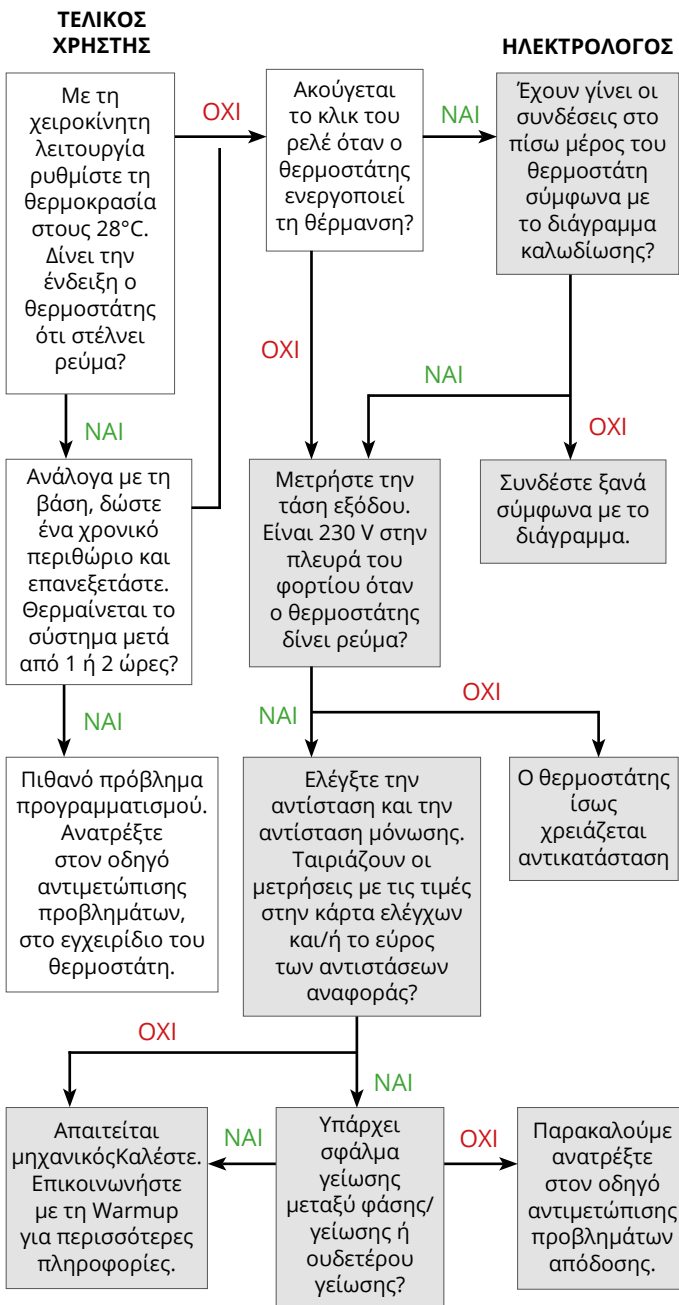 ΤΕΛΙΚΟΣ
ΧΡΗΣΤΗΣ
ΗΛΕΚΤΡΟΛΟΓΟΣ
Με τη
χειροκίνητη
λειτουργία
ρυθμίστε τη
θερμοκρασία
στους 28°C.
Δίνει την
ένδειξη ο
θερμοστάτης
ότι στέλνει
ρεύμα?
ΟΧΙ
Ακούγεται
το κλικ του
ρελέ όταν ο
θερμοστάτης
ενεργοποιεί
τη θέρμανση?
ΝΑΙ
Έχουν γίνει οι
συνδέσεις στο
πίσω μέρος του
θερμοστάτη
σύμφωνα με
το διάγραμμα
καλωδίωσης?
ΝΑΙ
ΟΧΙ
ΝΑΙ
ΟΧΙ
Ανάλογα με τη
βάση, δώστε
ένα χρονικό
περιθώριο και
επανεξετάστε.
Θερμαίνεται το
σύστημα μετά
από 1 ή 2 ώρες?
Μετρήστε την
τάση εξόδου.
Είναι 230 V στην
πλευρά του
φορτίου όταν
ο θερμοστάτης
δίνει ρεύμα?
Συνδέστε ξανά
σύμφωνα με το
διάγραμμα.
ΝΑΙ
ΝΑΙ
ΟΧΙ
Πιθανό πρόβλημα
προγραμματισμού.
Ανατρέξτε
στον οδηγό
αντιμετώπισης
προβλημάτων,
στο εγχειρίδιο του
θερμοστάτη.
Ελέγξτε την
αντίσταση και την
αντίσταση μόνωσης.
Ταιριάζουν οι
μετρήσεις με τις τιμές
στην κάρτα ελέγχων
και/ή το εύρος
των αντιστάσεων
αναφοράς?
Ο θερμοστάτης
ίσως
χρειάζεται
αντικατάσταση
ΟΧΙ
ΝΑΙ
Απαιτείται
μηχανικόςΚαλέστε.
Επικοινωνήστε
με τη Warmup
για περισσότερες
πληροφορίες.
ΝΑΙ
Υπάρχει
σφάλμα
γείωσης
μεταξύ φάσης/
γείωσης ή
ουδετέρου
γείωσης?
ΟΧΙ
Παρακαλούμε
ανατρέξτε
στον οδηγό
αντιμετώπισης
προβλημάτων
απόδοσης.